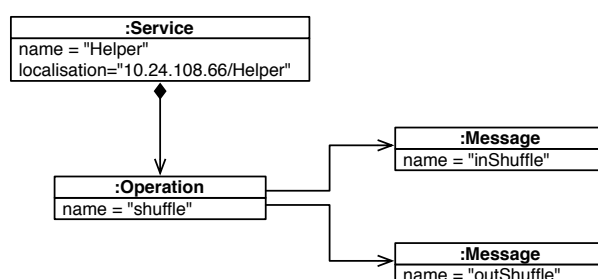 :Service
name = "Helper"
localisation="10.24.108.66/Helper"
:Message
name = "inShuffle"
:Operation
name = "shuffle"
:Message
name = "outShuffle"